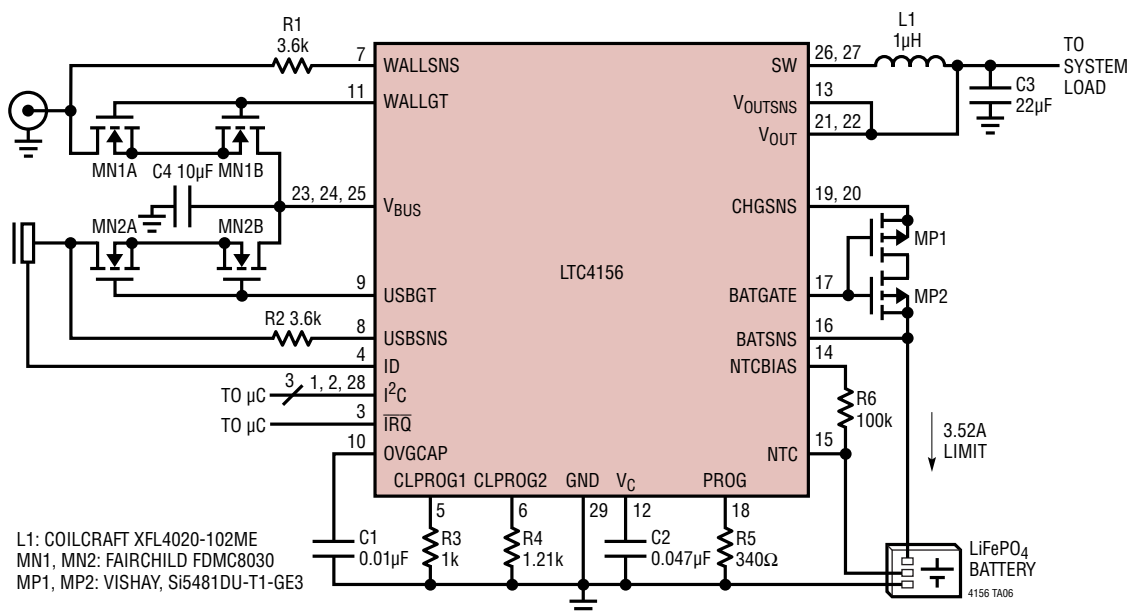 R1
3.6k
7
WALLSNS
11
WALLGT
MN1A
MN1B
C4 10µF
23, 24, 25
VBUS
MN2A
MN2B
9
USBGT
R2 3.6k
8
USBSNS
4
ID
TO µC
3
1, 2, 28
I2C
TO µC
3
IRQ
10
OVGCAP
LTC4156
SW
26, 27
L1
1µH
TO
SYSTEM
LOAD
C3
22µF
VOUTSNS
13
VOUT
21, 22
CHGSNS
19, 20
MP1
BATGATE
17
MP2
BATSNS
16
NTCBIAS
14
R6
100k
NTC
15
3.52A
LIMIT
CLPROG1
CLPROG2
GND
VC
PROG
5
6
29
12
18
C1
0.01µF
R3
1k
R4
1.21k
C2
0.047µF
R5
340Ω
LiFePO4
BATTERY
4156 TA06
L1: COILCRAFT XFL4020-102ME
MN1, MN2: FAIRCHILD FDMC8030
MP1, MP2: VISHAY, Si5481DU-T1-GE3